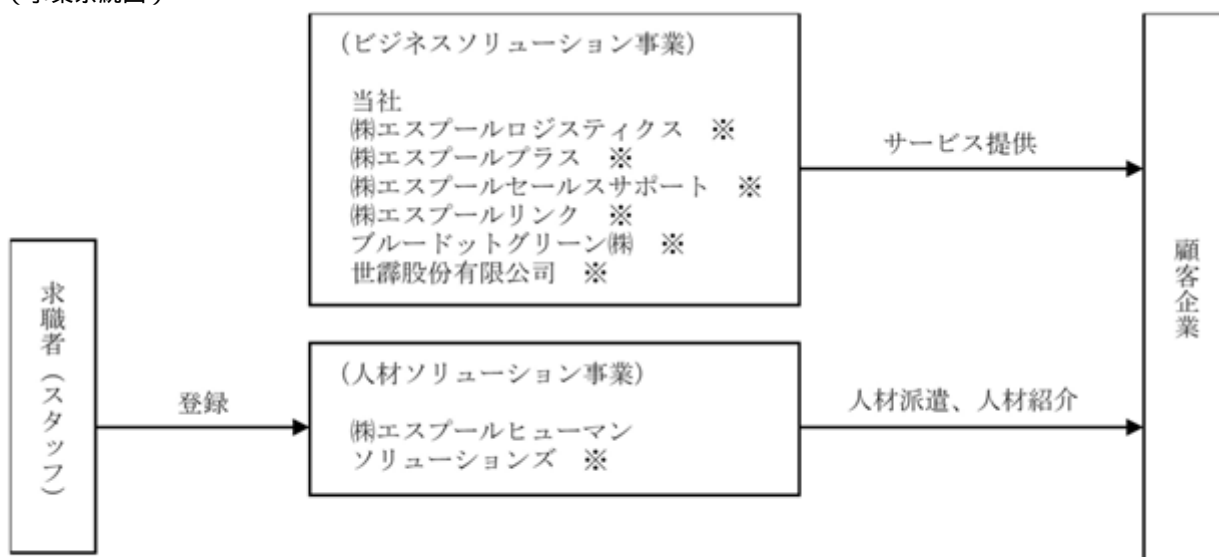 (ビジネスソリューション事業)
当社
㈱エスプールロジスティクス ※
㈱エスプールプラス ※
㈱エスプールセールスサポート ※
㈱エスプールリンク ※
ブルードットグリーン㈱ ※
世霹股份有限公司 ※
サービス提供
顧客企業
求職者(スタッフ)
登録
(人材ソリューション事業)
㈱エスプールヒューマン
ソリューションズ ※
人材派遣、人材紹介